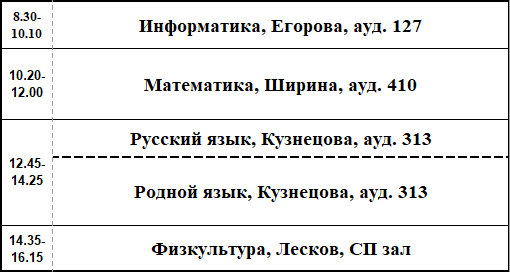 8.30-
10.10
Информатика, Егорова, ауд. 127
10.20-
12.00
Математика, Ширина, ауд. 410
12.45-
14.25
Русский язык, Кузнецова, ауд. 313
Родной язык, Кузнецова, ауд. 313
14.35-
16.15
Физкультура, Лесков, СП зал